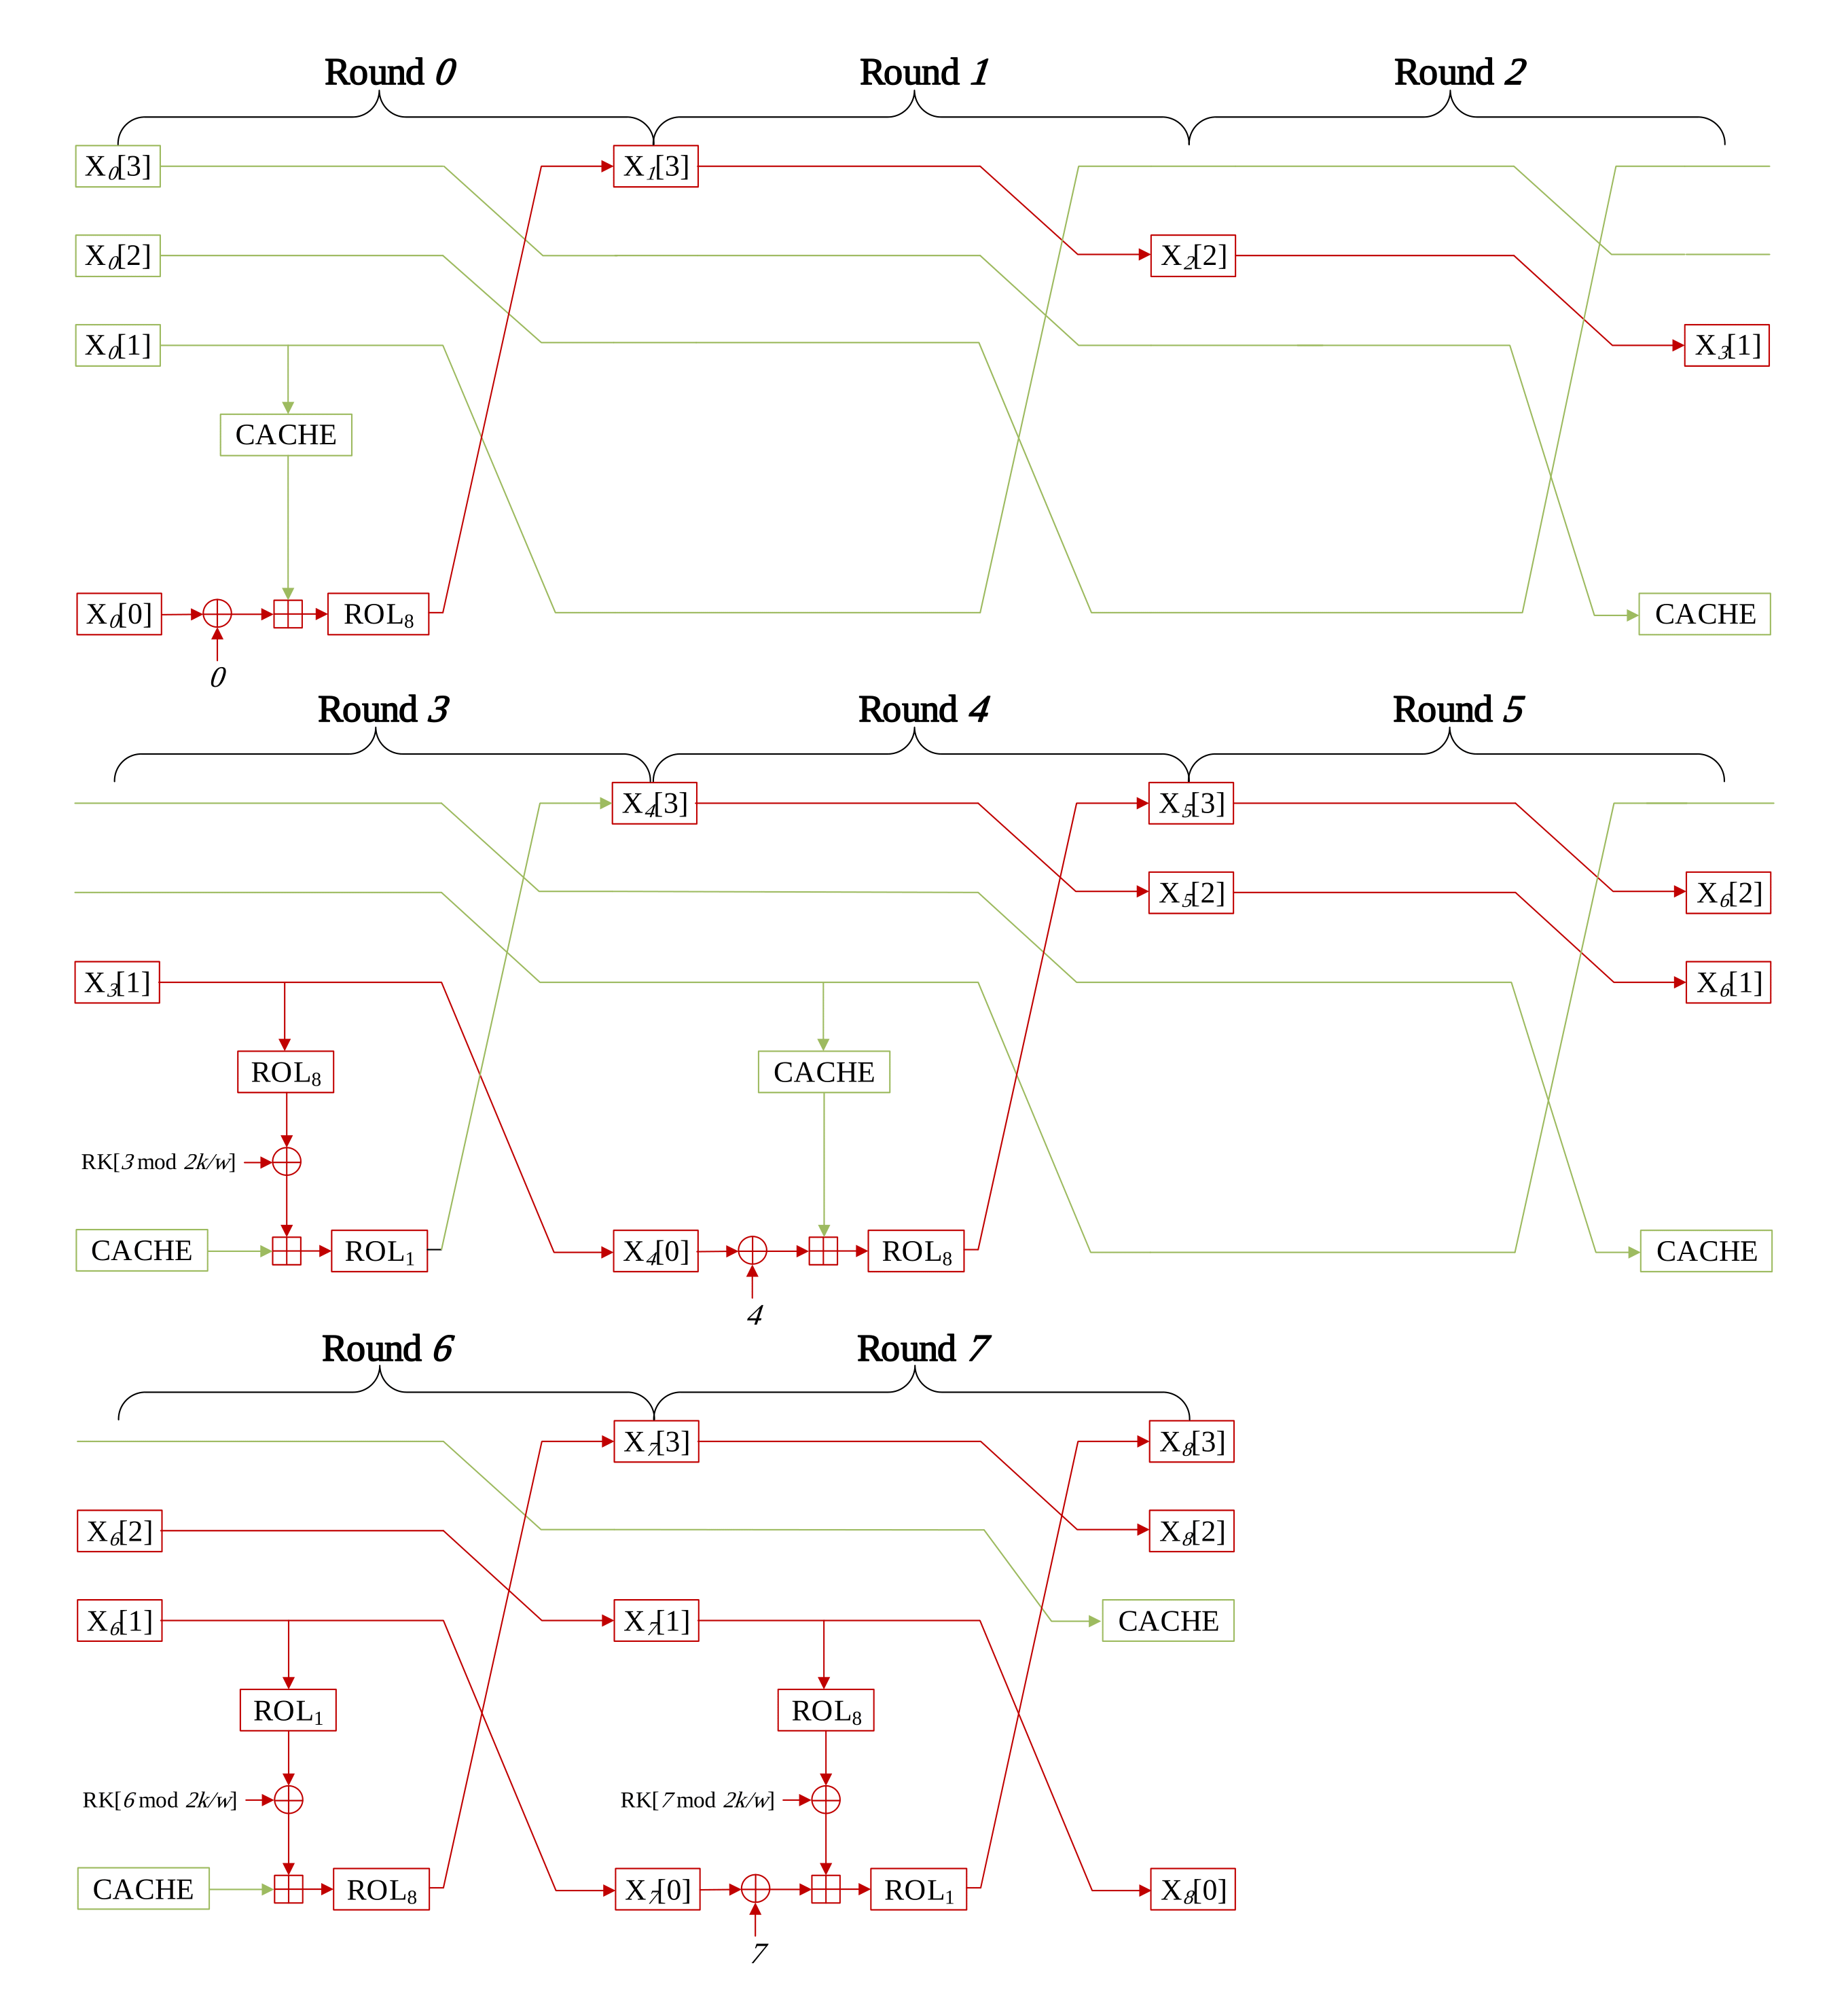 Round 0 Round 1 Round 2
X0[3] X1[3]
X0[2] X2[2]
X0[1] X3[1]
CACHE
X0[0] ROL8 CACHE
0
Round 3 Round 4 Round 5
X4[3] X5[3]
X5[2] X6[2]
X3[1] X6[1]
ROL8 CACHE
RK[3 mod 2k/w]
CACHE ROL1 X4[0] ROL8 CACHE
4
Round 6 Round 7
X7[3] X8[3]
X6[2] X8[2]
X6[1] X7[1] CACHE
ROL1 ROL8
RK[6 mod 2k/w] RK[7 mod 2k/w]
CACHE ROL8 X7[0] ROL1 X8[0]
7